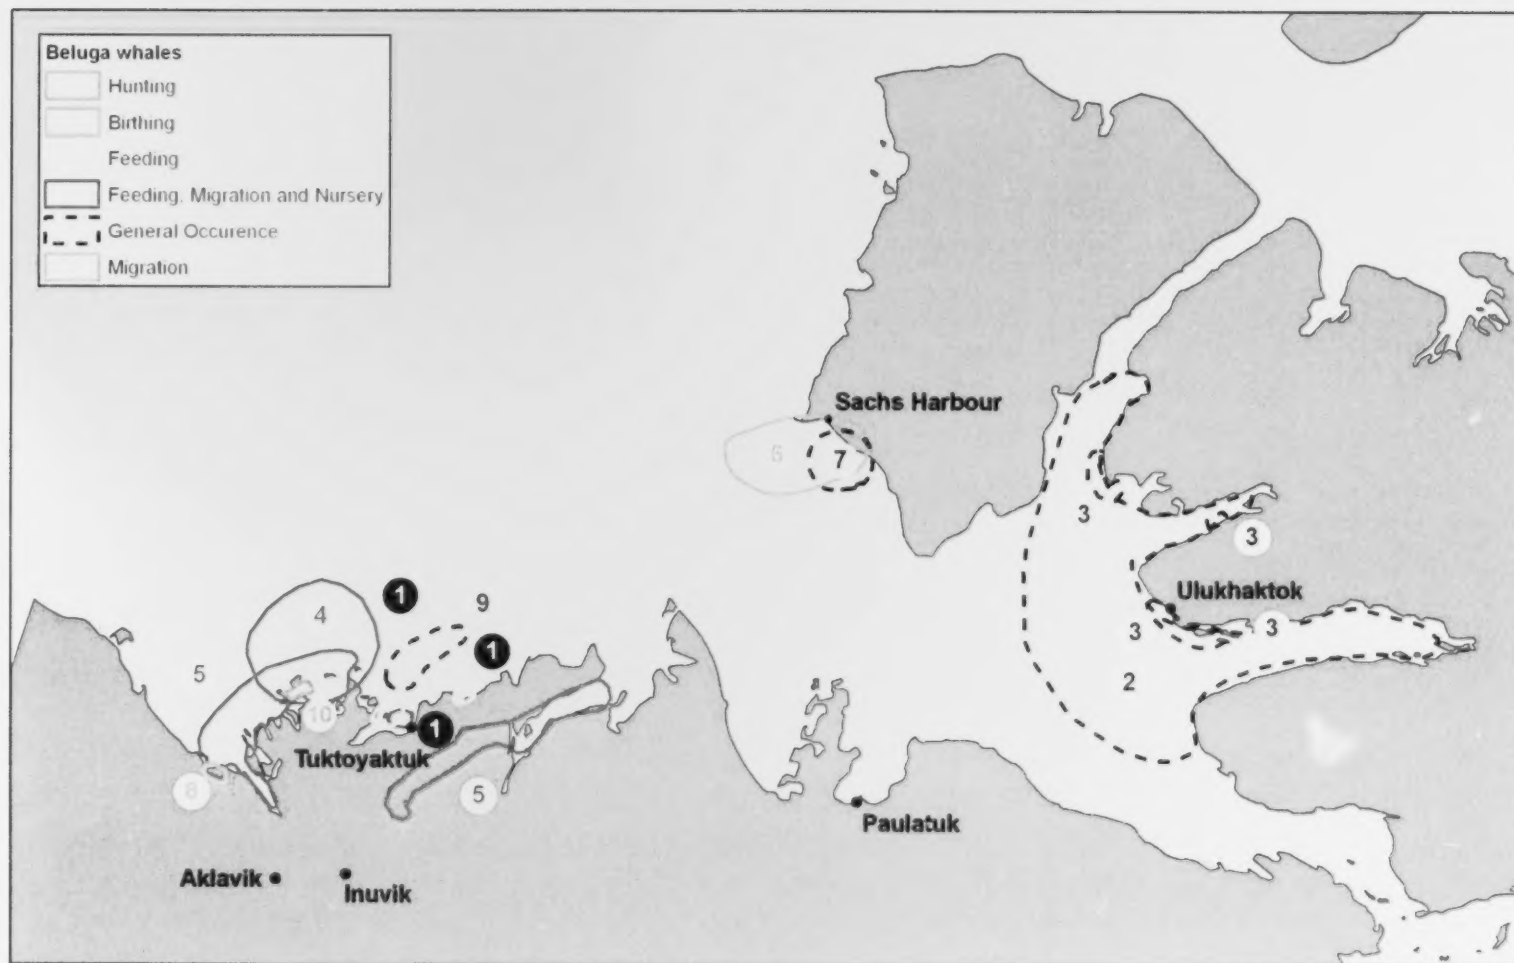 Beluga whales
Hunting
Birthing
Feeding
Feeding, Migration and Nursery
General Occurence
Migration
Sachs Harbour
6
7
3
3
Ulukhaktok
3
3
2
1
9
4
1
5
10
1
Tuktoyaktuk
8
5
Paulatuk
Aklavik
Inuvik